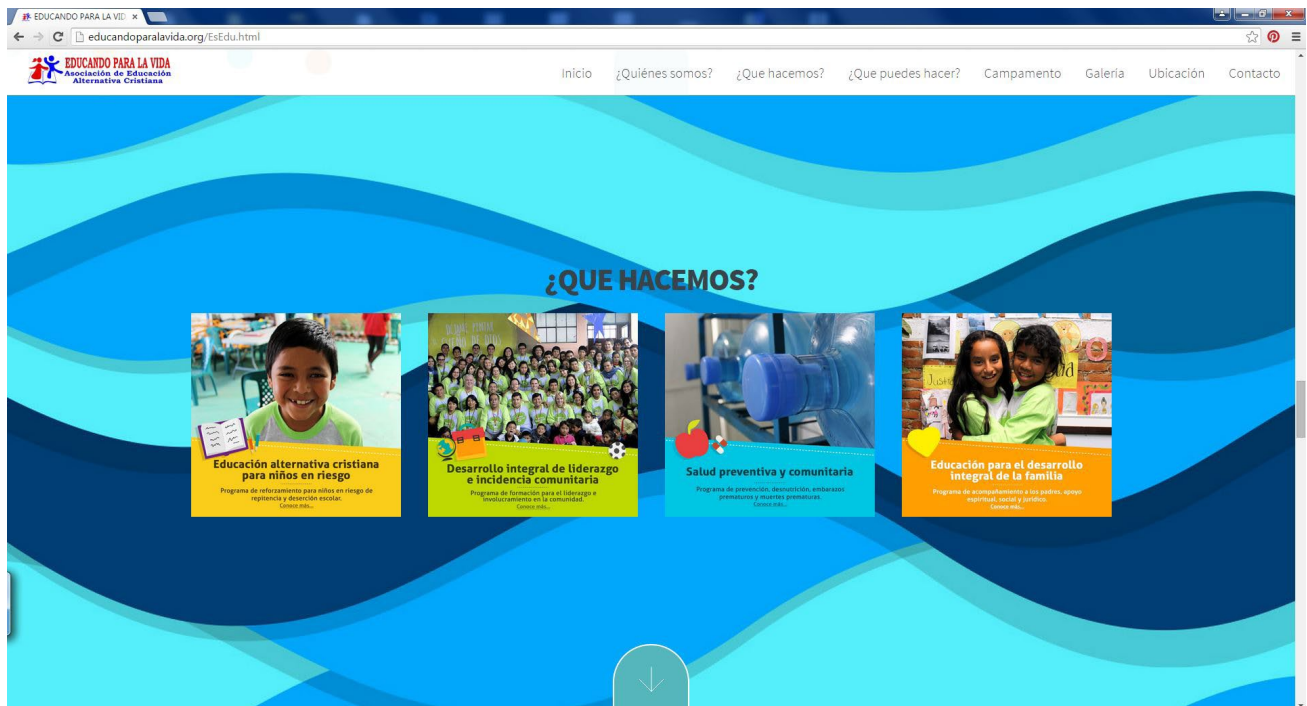 EDUCANDO PARA LA VID
educandoparalavida.org/EsEdu.html
EDUCANDO PARA LA VIDA
Asociación de Educación
Alternativa Cristiana
Inicio ¿Quiénes somos? ¿Que hacemos? ¿Que puedes hacer? Campamento Galería Ubicación Contacto
¿QUE HACEMOS?
Educación alternativa cristiana
para niños en riesgo
Programa de reforzamiento para niños en riesgo de
repitencia y deserción escolar.
Conoce más...
Desarrollo integral de liderazgo
e incidencia comunitaria
Programa de formación para el liderazgo e
involucramiento en la comunidad.
Conoce más...
Salud preventiva y comunitaria
Programa de prevención, desnutrición, embarazos
prematuros y muertes prematuras.
Conoce más...
Educación para el desarrollo
integral de la familia
Programa de acompañamiento a los padres, apoyo
espiritual, social y jurídico.
Conoce más...